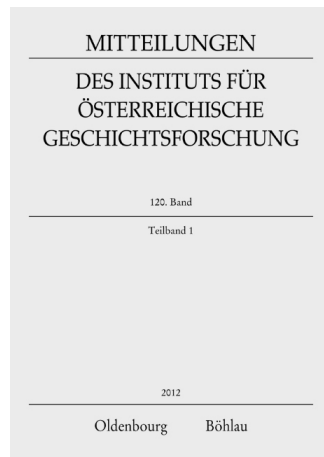 MITTEILUNGEN
DES INSTITUTS FÜR
ÖSTERREICHISCHE
GESCHICHTSFORSCHUNG
120. Band
Teilband 1
2012
Oldenbourg Böhlau